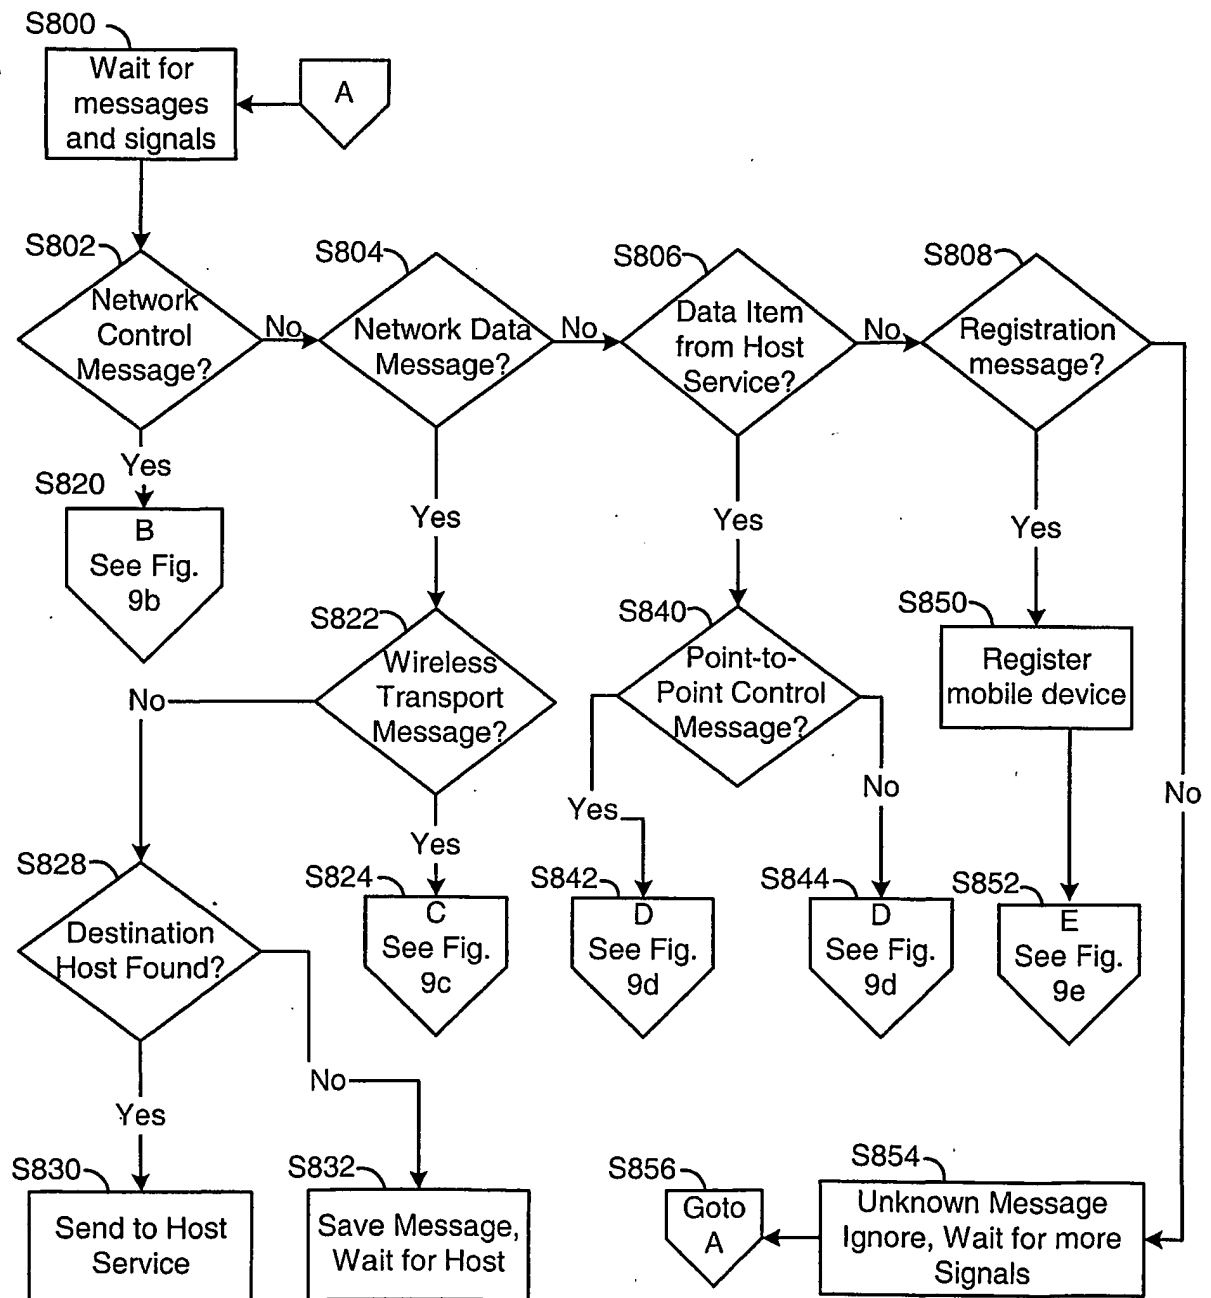 S800
Wait for
messages
and signals
A
S802
Network
Control
Message?
No
S804
Network Data
Message?
No
S806
Data Item
from Host
Service?
No
S808
Registration
message?
Yes
S820
B
See Fig.
9b
Yes
Yes
Yes
No
S822
Wireless
Transport
Message?
No
S840
Point-to-
Point Control
Message?
S850
Register
mobile device
Yes
Yes
No
S828
Destination
Host Found?
S824
C
See Fig.
9c
S842
D
See Fig.
9d
S844
D
See Fig.
9d
S852
E
See Fig.
9e
Yes
No
S830
Send to Host
Service
S832
Save Message,
Wait for Host
S856
Goto
A
S854
Unknown Message
Ignore, Wait for more
Signals